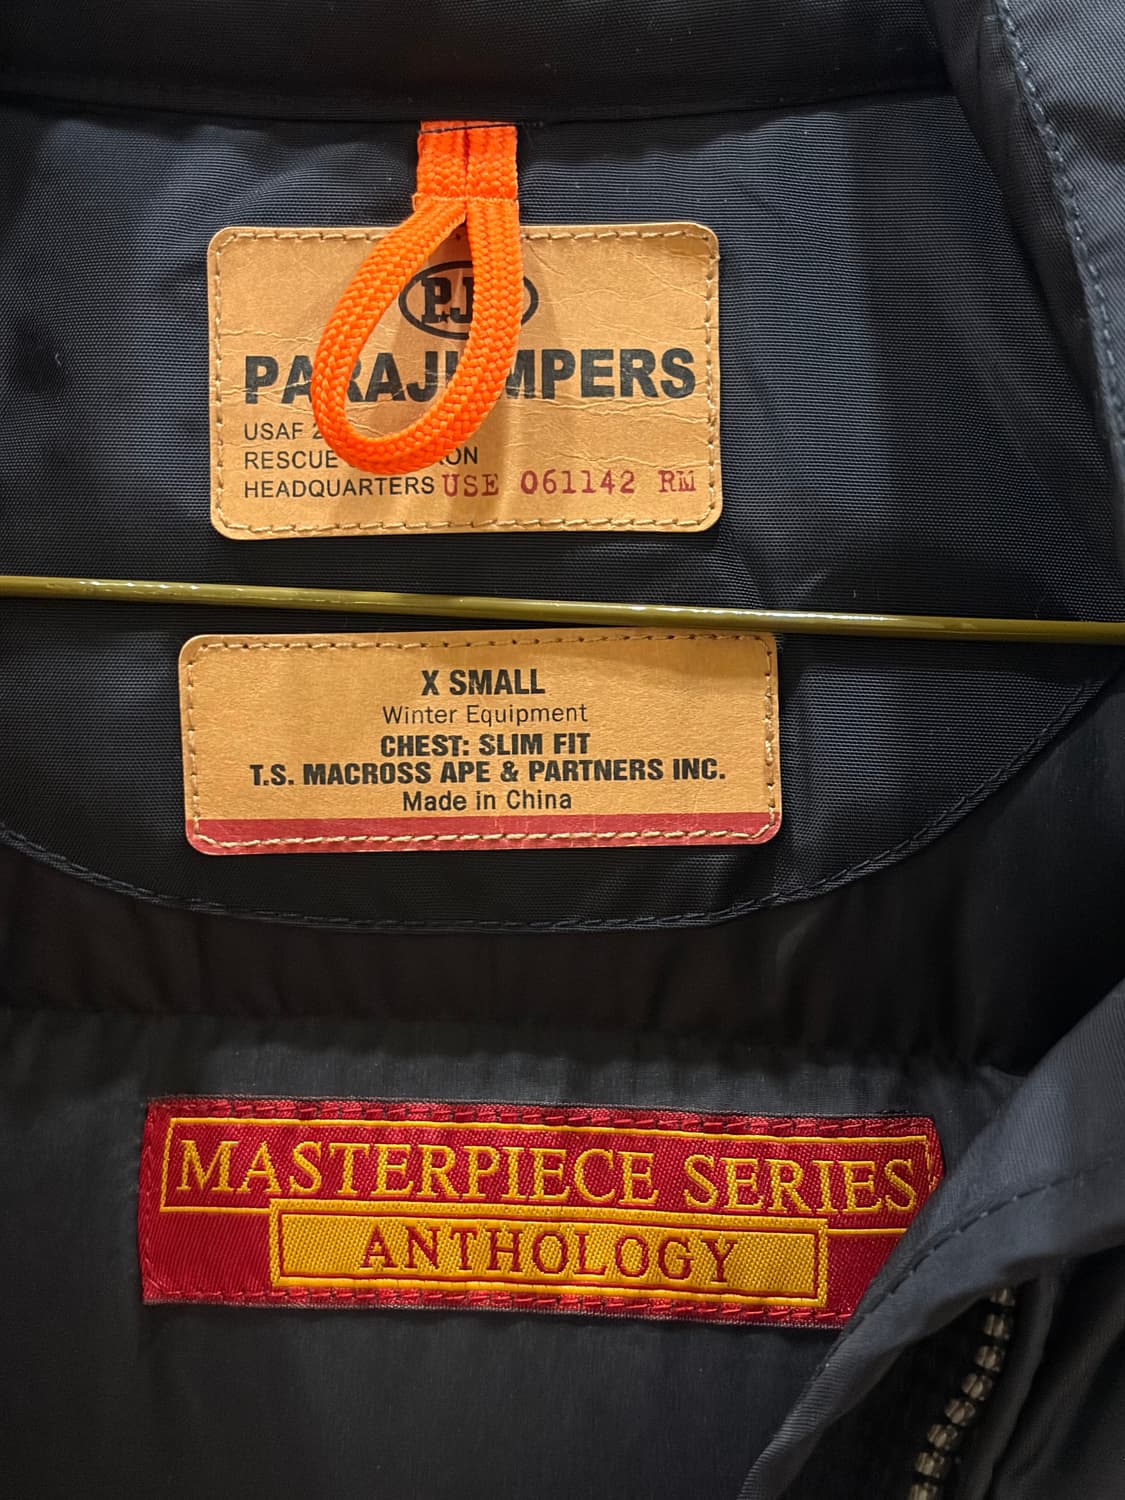 PJ
PARAJUMPERS
USAF
RESCUE
HEADQUARTERS USE 061142 RM
X SMALL
Winter Equipment
CHEST: SLIM FIT
T.S. MACROSS APE & PARTNERS INC.
Made in China
MASTERPIECE SERIES
ANTHOLOGY